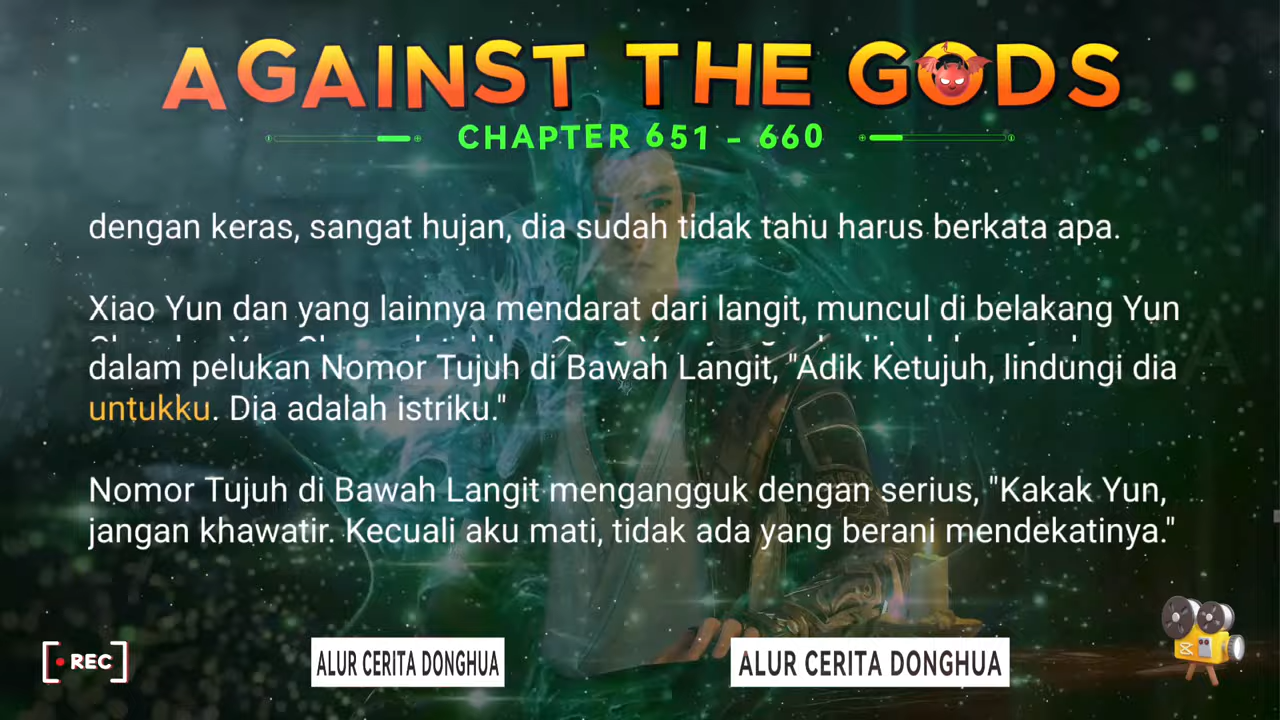 AGAINST THE GODS
CHAPTER 651 - 660
dengan keras, sangat hujan, dia sudah tidak tahu harus berkata apa.
Xiao Yun dan yang lainnya mendarat dari langit, muncul di belakang Yun
dalam pelukan Nomor Tujuh di Bawah Langit, "Adik Ketujuh, lindungi dia
untukku. Dia adalah istriku."
Nomor Tujuh di Bawah Langit mengangguk dengan serius, "Kakak Yun,
jangan khawatir. Kecuali aku mati, tidak ada yang berani mendekatinya."
REC
ALUR CERITA DONGHUA
ALUR CERITA DONGHUA